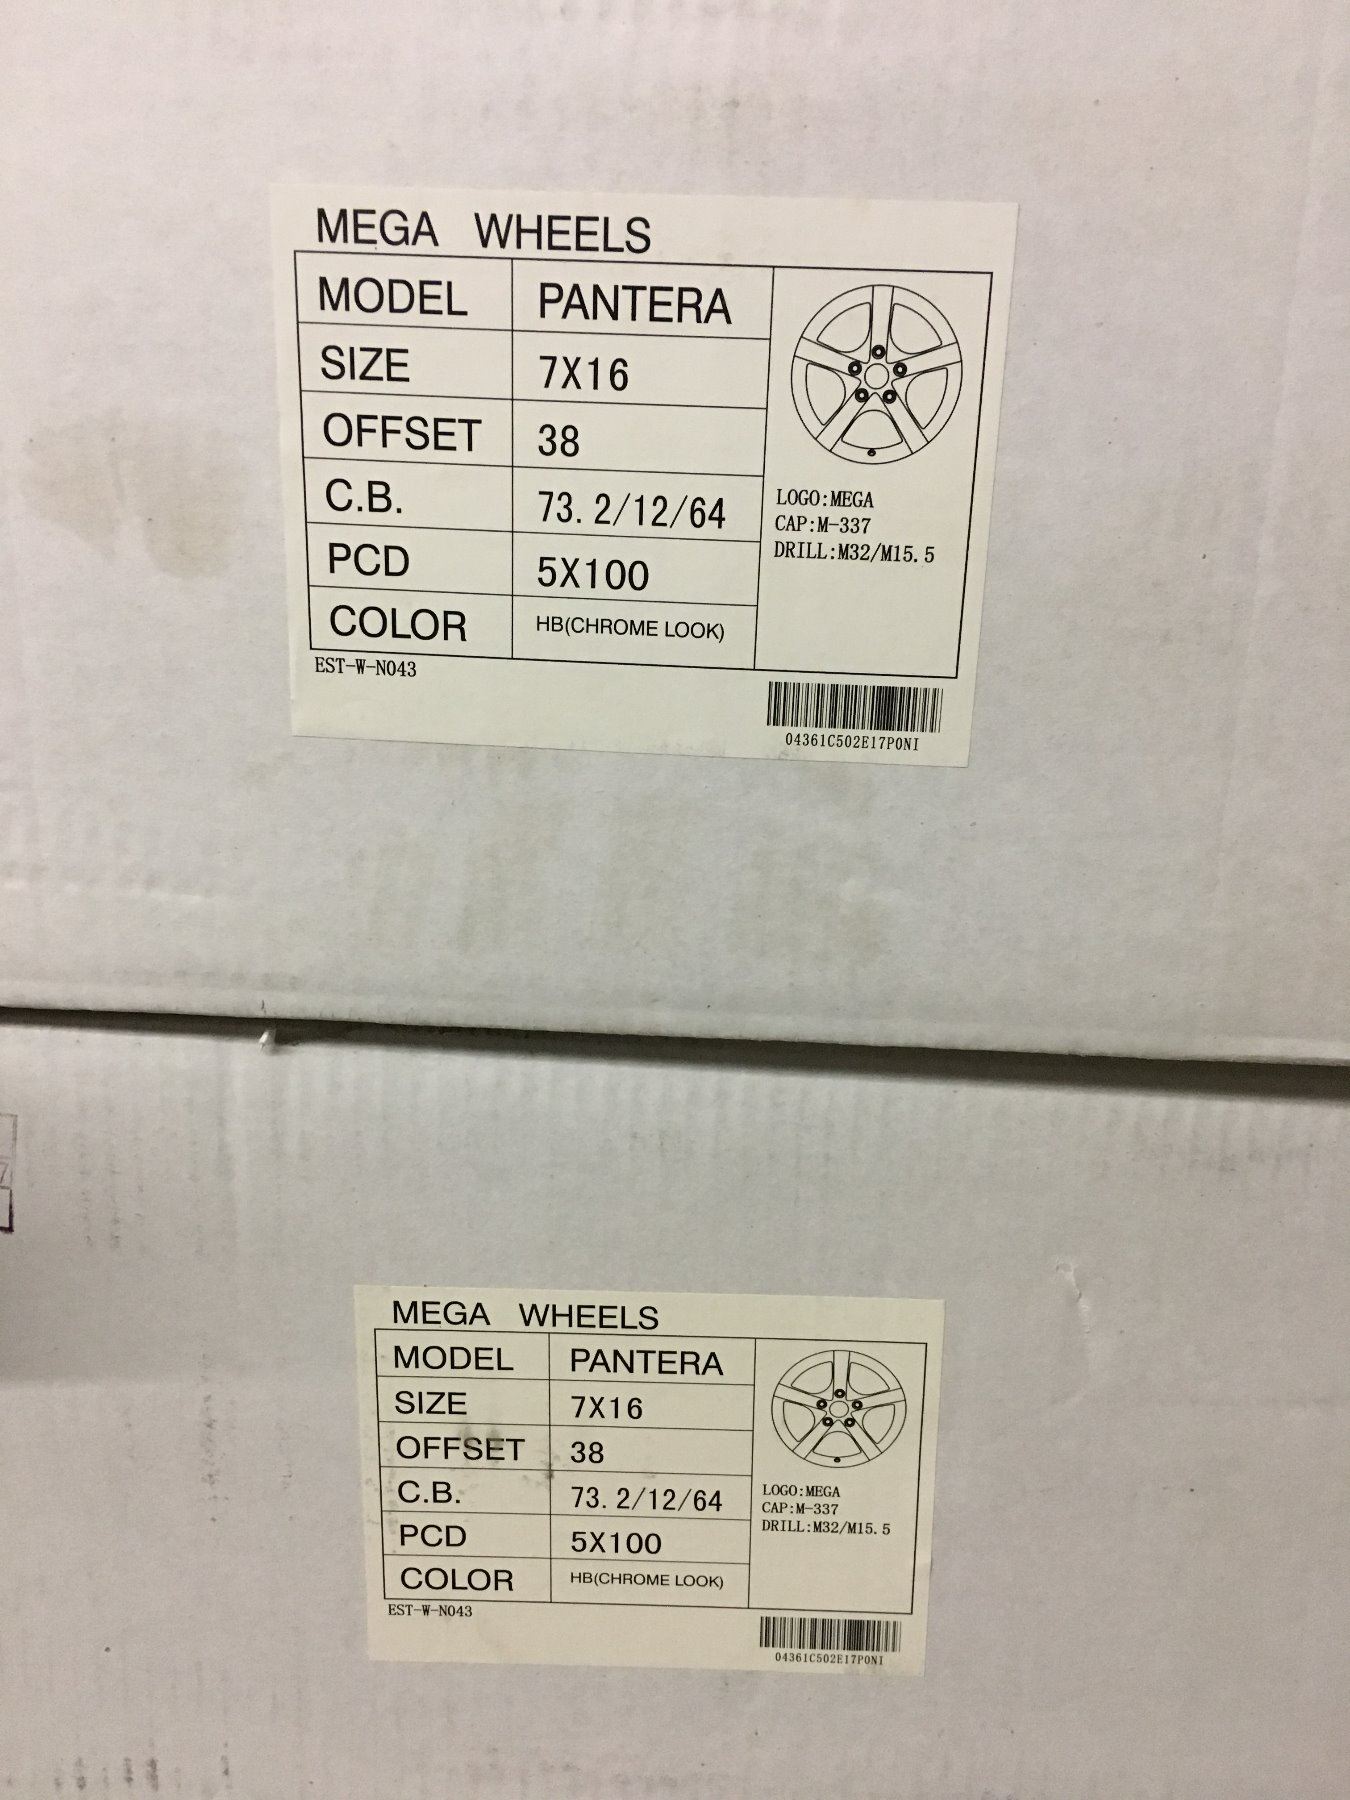 MEGA WHEELS
MODEL PANTERA
SIZE 7X16
OFFSET 38
C.B. 73.2/12/64
PCD 5X100
COLOR HB(CHROME LOOK)
LOGO:MEGA
CAP:M-337
DRILL:M32/M15.5
EST-W-N043
04361C502E17P0NI
MEGA WHEELS
MODEL PANTERA
SIZE 7X16
OFFSET 38
C.B. 73.2/12/64
PCD 5X100
COLOR HB(CHROME LOOK)
LOGO:MEGA
CAP:M-337
DRILL:M32/M15.5
EST-W-N043
04361C502E17P0NI